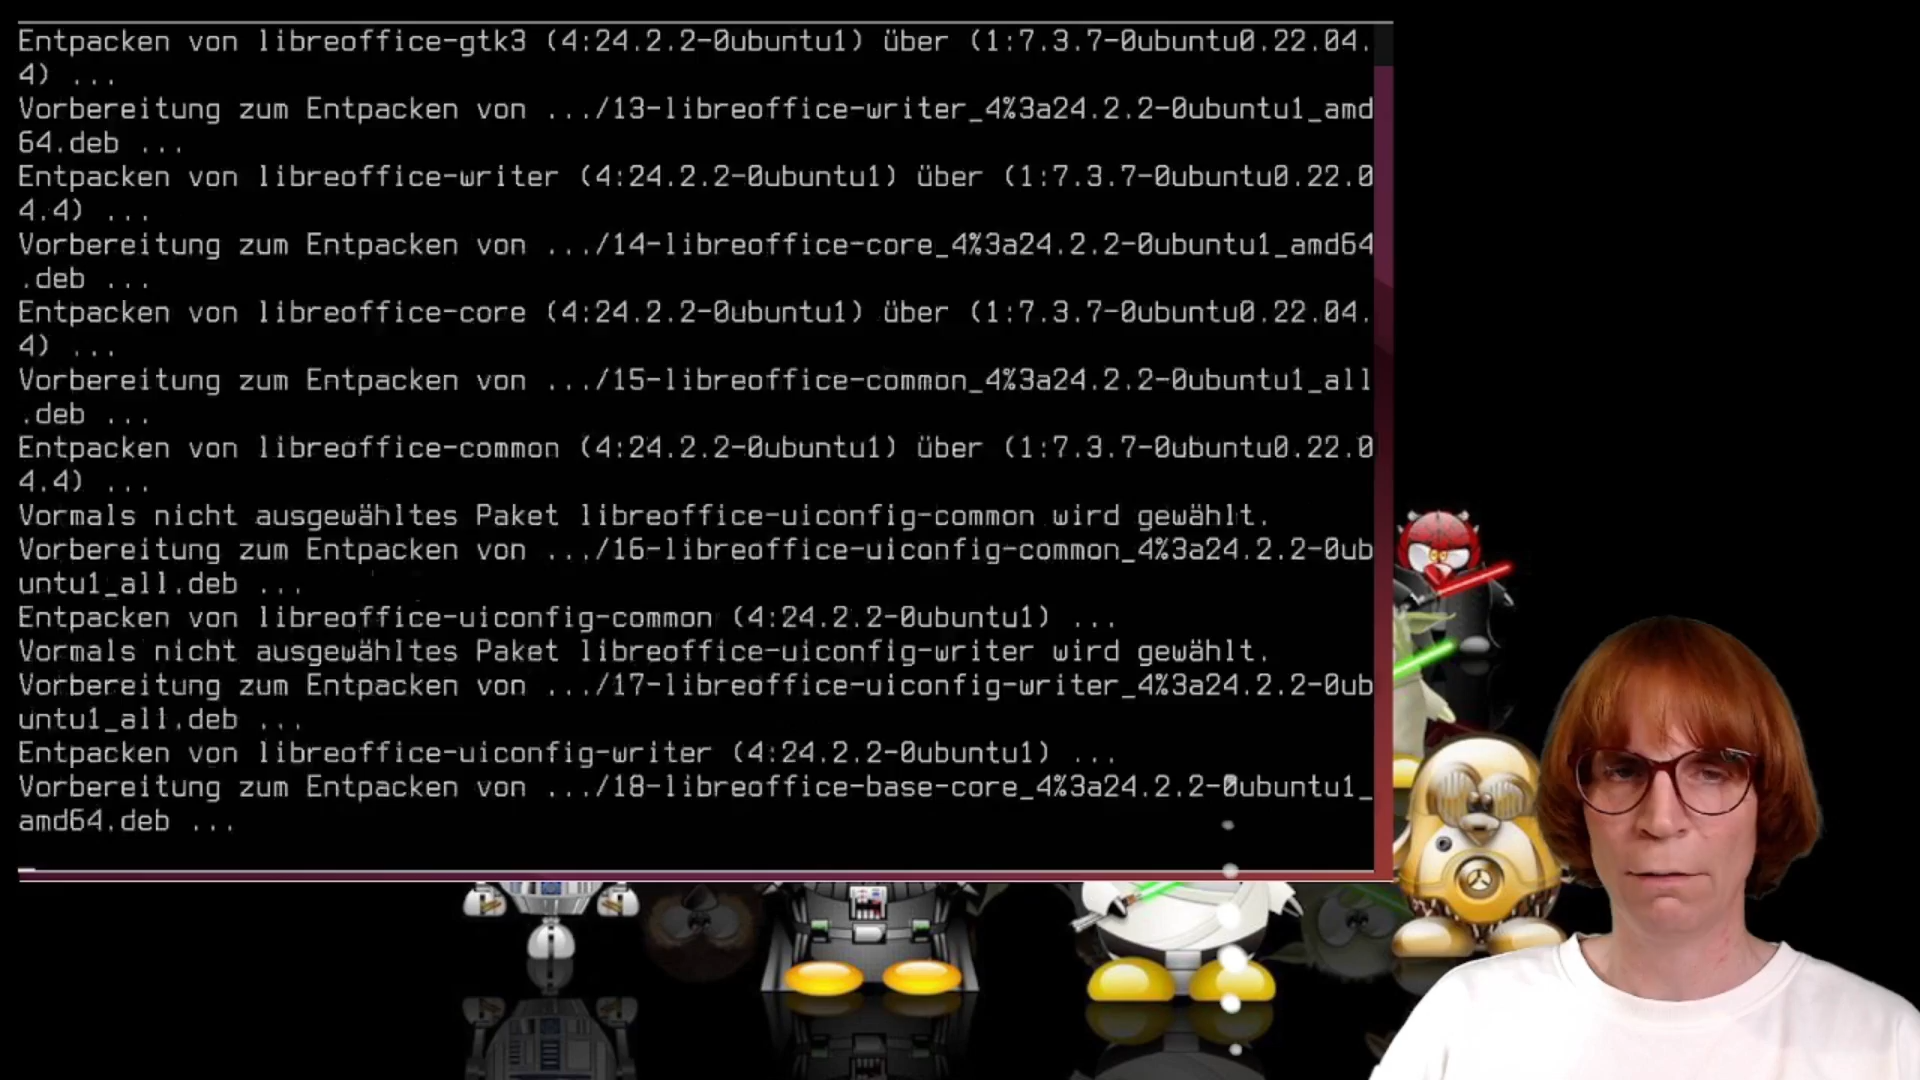 Entpacken von libreoffice-gtk3 (4:24.2.2-0ubuntu1) über (1:7.3.7-0ubuntu0.22.04.
4) ...
Vorbereitung zum Entpacken von .../13-libreoffice-writer_4%3a24.2.2-0ubuntu1_amd
64.deb ...
Entpacken von libreoffice-writer (4:24.2.2-0ubuntu1) über (1:7.3.7-0ubuntu0.22.0
4.4) ...
Vorbereitung zum Entpacken von .../14-libreoffice-core_4%3a24.2.2-0ubuntu1_amd64
.deb ...
Entpacken von libreoffice-core (4:24.2.2-0ubuntu1) über (1:7.3.7-0ubuntu0.22.04.
4) ...
Vorbereitung zum Entpacken von .../15-libreoffice-common_4%3a24.2.2-0ubuntu1_all
.deb ...
Entpacken von libreoffice-common (4:24.2.2-0ubuntu1) über (1:7.3.7-0ubuntu0.22.0
4.4) ...
Vormals nicht ausgewähltes Paket libreoffice-uiconfig-common wird gewählt.
Vorbereitung zum Entpacken von .../16-libreoffice-uiconfig-common_4%3a24.2.2-0ub
untu1_all.deb ...
Entpacken von libreoffice-uiconfig-common (4:24.2.2-0ubuntu1) ...
Vormals nicht ausgewähltes Paket libreoffice-uiconfig-writer wird gewählt.
Vorbereitung zum Entpacken von .../17-libreoffice-uiconfig-writer_4%3a24.2.2-0ub
untu1_all.deb ...
Entpacken von libreoffice-uiconfig-writer (4:24.2.2-0ubuntu1) ...
Vorbereitung zum Entpacken von .../18-libreoffice-base-core_4%3a24.2.2-0ubuntu1_
amd64.deb ...